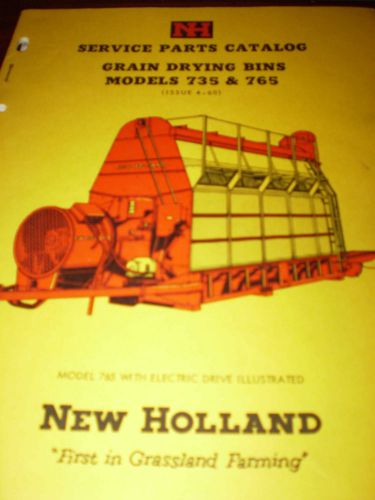 NH
SERVICE PARTS CATALOG
GRAIN DRYING BINS
MODELS 735 & 765
(ISSUE 4-60)
MODEL 765 WITH ELECTRIC DRIVE ILLUSTRATED
NEW HOLLAND
"First in Grassland Farming"